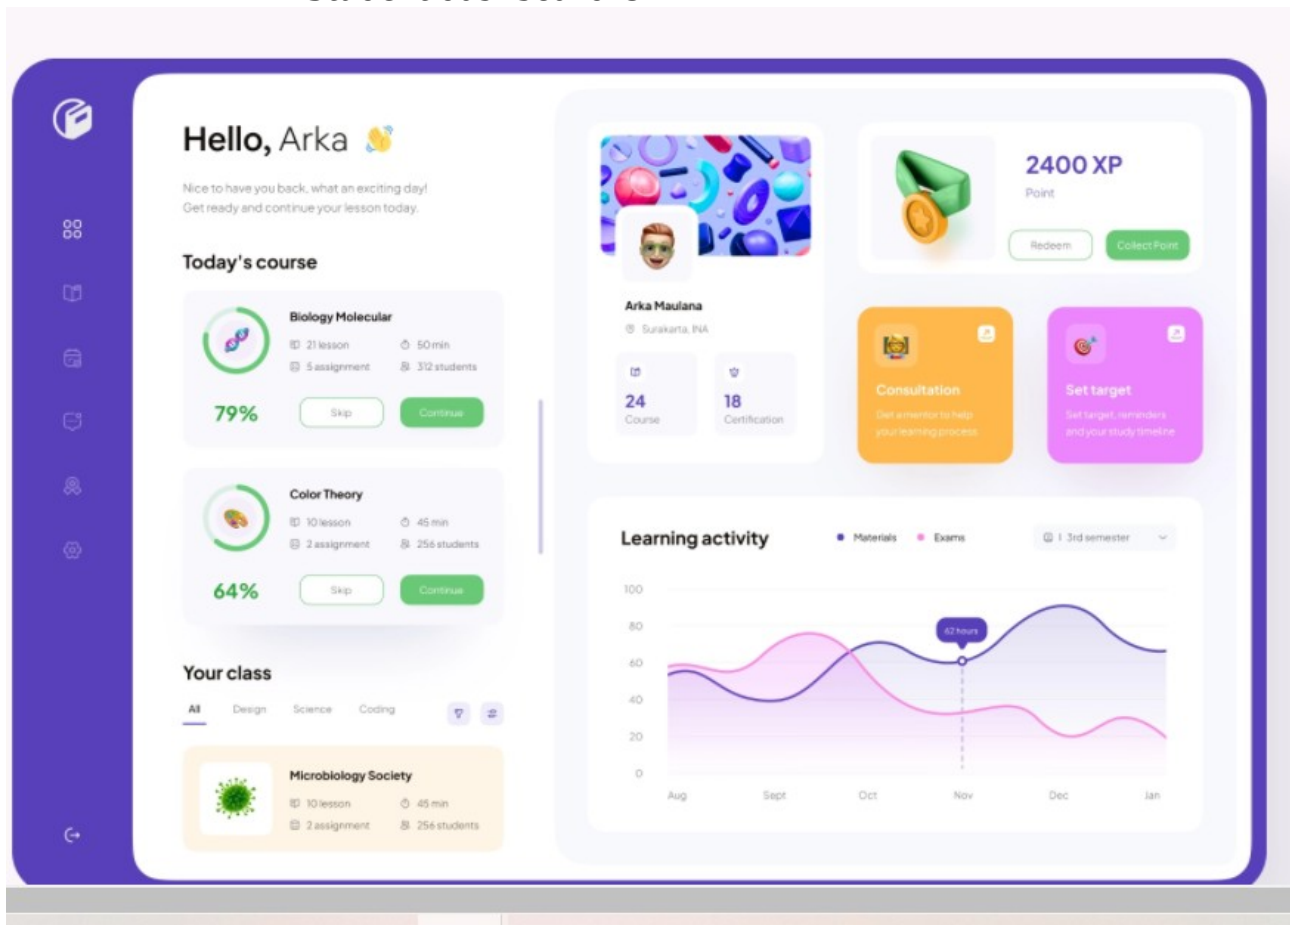 Hello, Arka
Nice to have you back, what an exciting day!
Get ready and continue your lesson today.
Today's course
Biology Molecular
21 lesson
50 min
5 assignment
312 students
79%
Skip
Continue
Color Theory
10 lesson
45 min
2 assignment
256 students
64%
Skip
Continue
Your class
All
Design
Science
Coding
Microbiology Society
10 lesson
45 min
2 assignment
256 students
Arka Maulana
Surakarta, INA
24
Course
18
Certification
2400 XP
Point
Redeem
Collect Point
Consultation
Get a mentor to help
your learning process
Set target
Set target, reminders
and your study timeline
Learning activity
Materials
Exams
3rd semester
100
80
60
40
20
0
62 hours
Aug
Sept
Oct
Nov
Dec
Jan